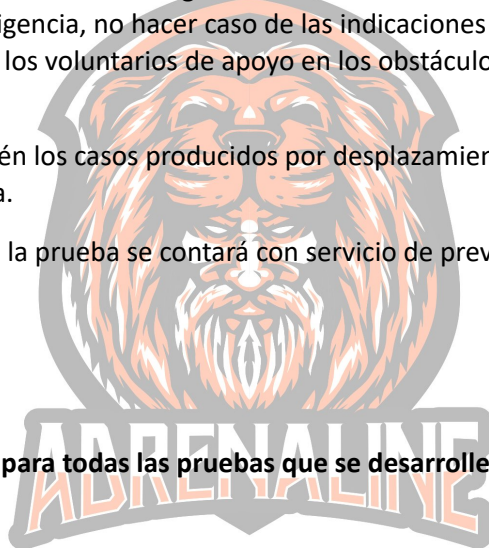 igencia, no hacer caso de las indicaciones
los voluntarios de apoyo en los obstáculo
én los casos producidos por desplazamien
a.
la prueba se contará con servicio de prev
para todas las pruebas que se desarrolle
ADRENALINE